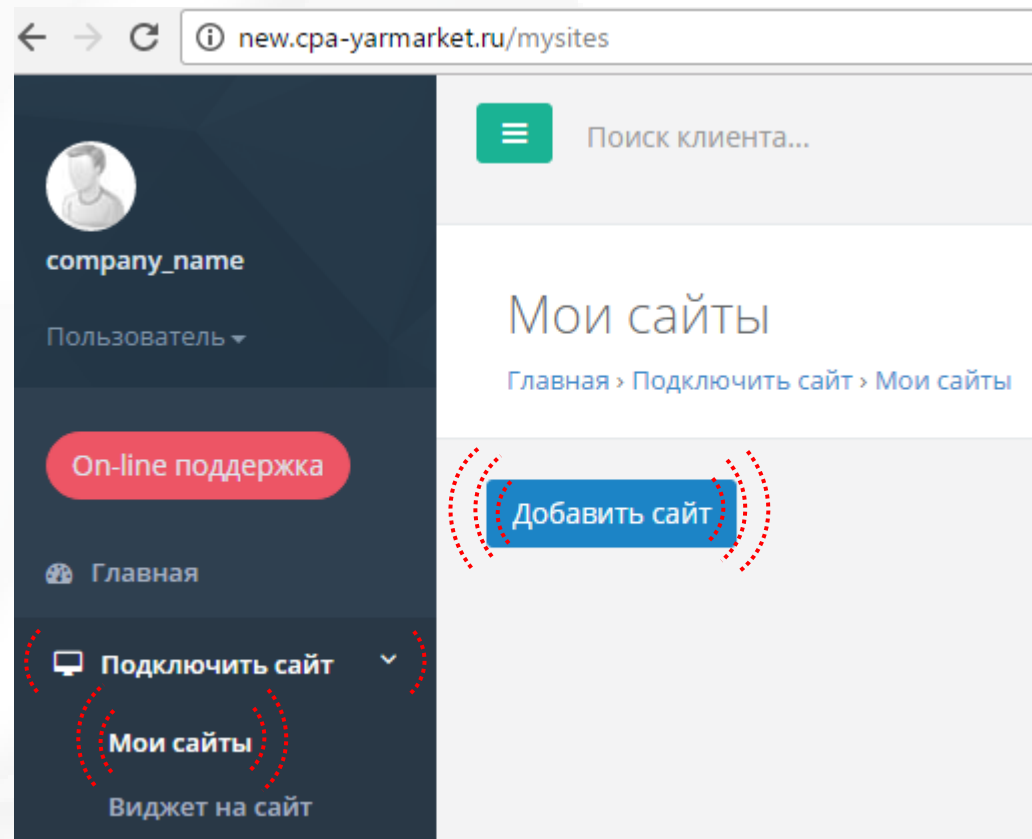 new.cpa-yarmarket.ru/mysites
Поиск клиента...
company_name
Пользователь
Мои сайты
Главная › Подключить сайт › Мои сайты
On-line поддержка
Добавить сайт
Главная
Подключить сайт
Мои сайты
Виджет на сайт